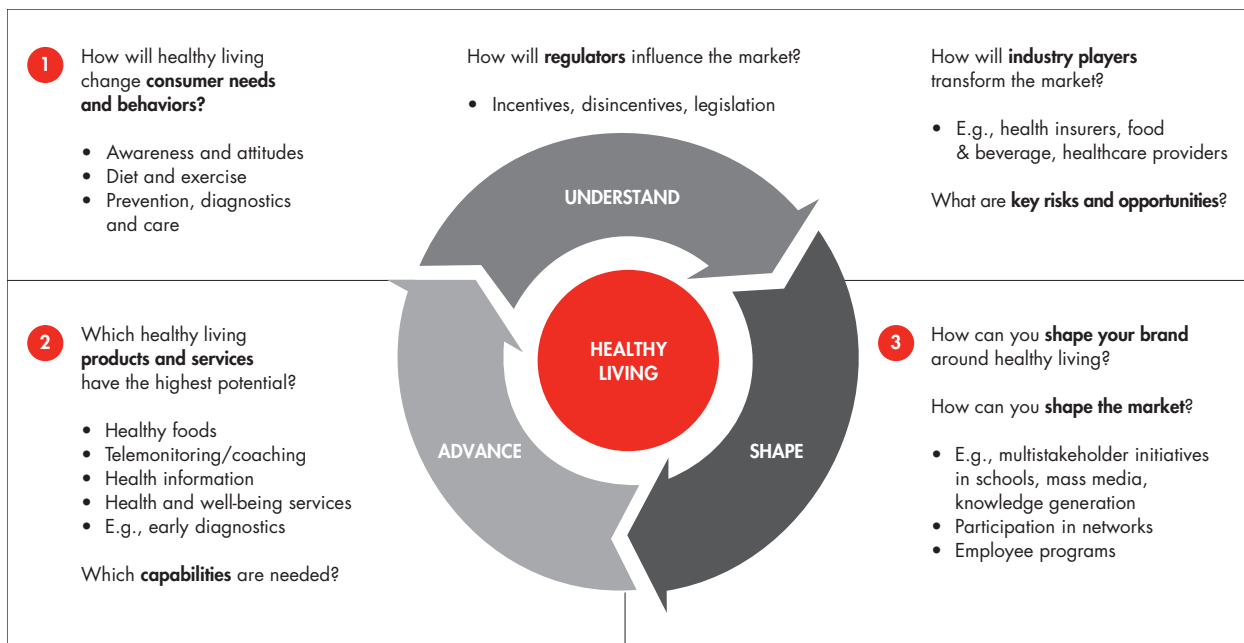 1
How will healthy living
change consumer needs
and behaviors?
• Awareness and attitudes
• Diet and exercise
• Prevention, diagnostics
and care
How will regulators influence the market?
• Incentives, disincentives, legislation
How will industry players
transform the market?
• E.g., health insurers, food
& beverage, healthcare providers
What are key risks and opportunities?
UNDERSTAND
HEALTHY
LIVING
ADVANCE
SHAPE
2
Which healthy living
products and services
have the highest potential?
• Healthy foods
• Telemonitoring/coaching
• Health information
• Health and well-being services
• E.g., early diagnostics
Which capabilities are needed?
3
How can you shape your brand
around healthy living?
How can you shape the market?
• E.g., multistakeholder initiatives
in schools, mass media,
knowledge generation
• Participation in networks
• Employee programs